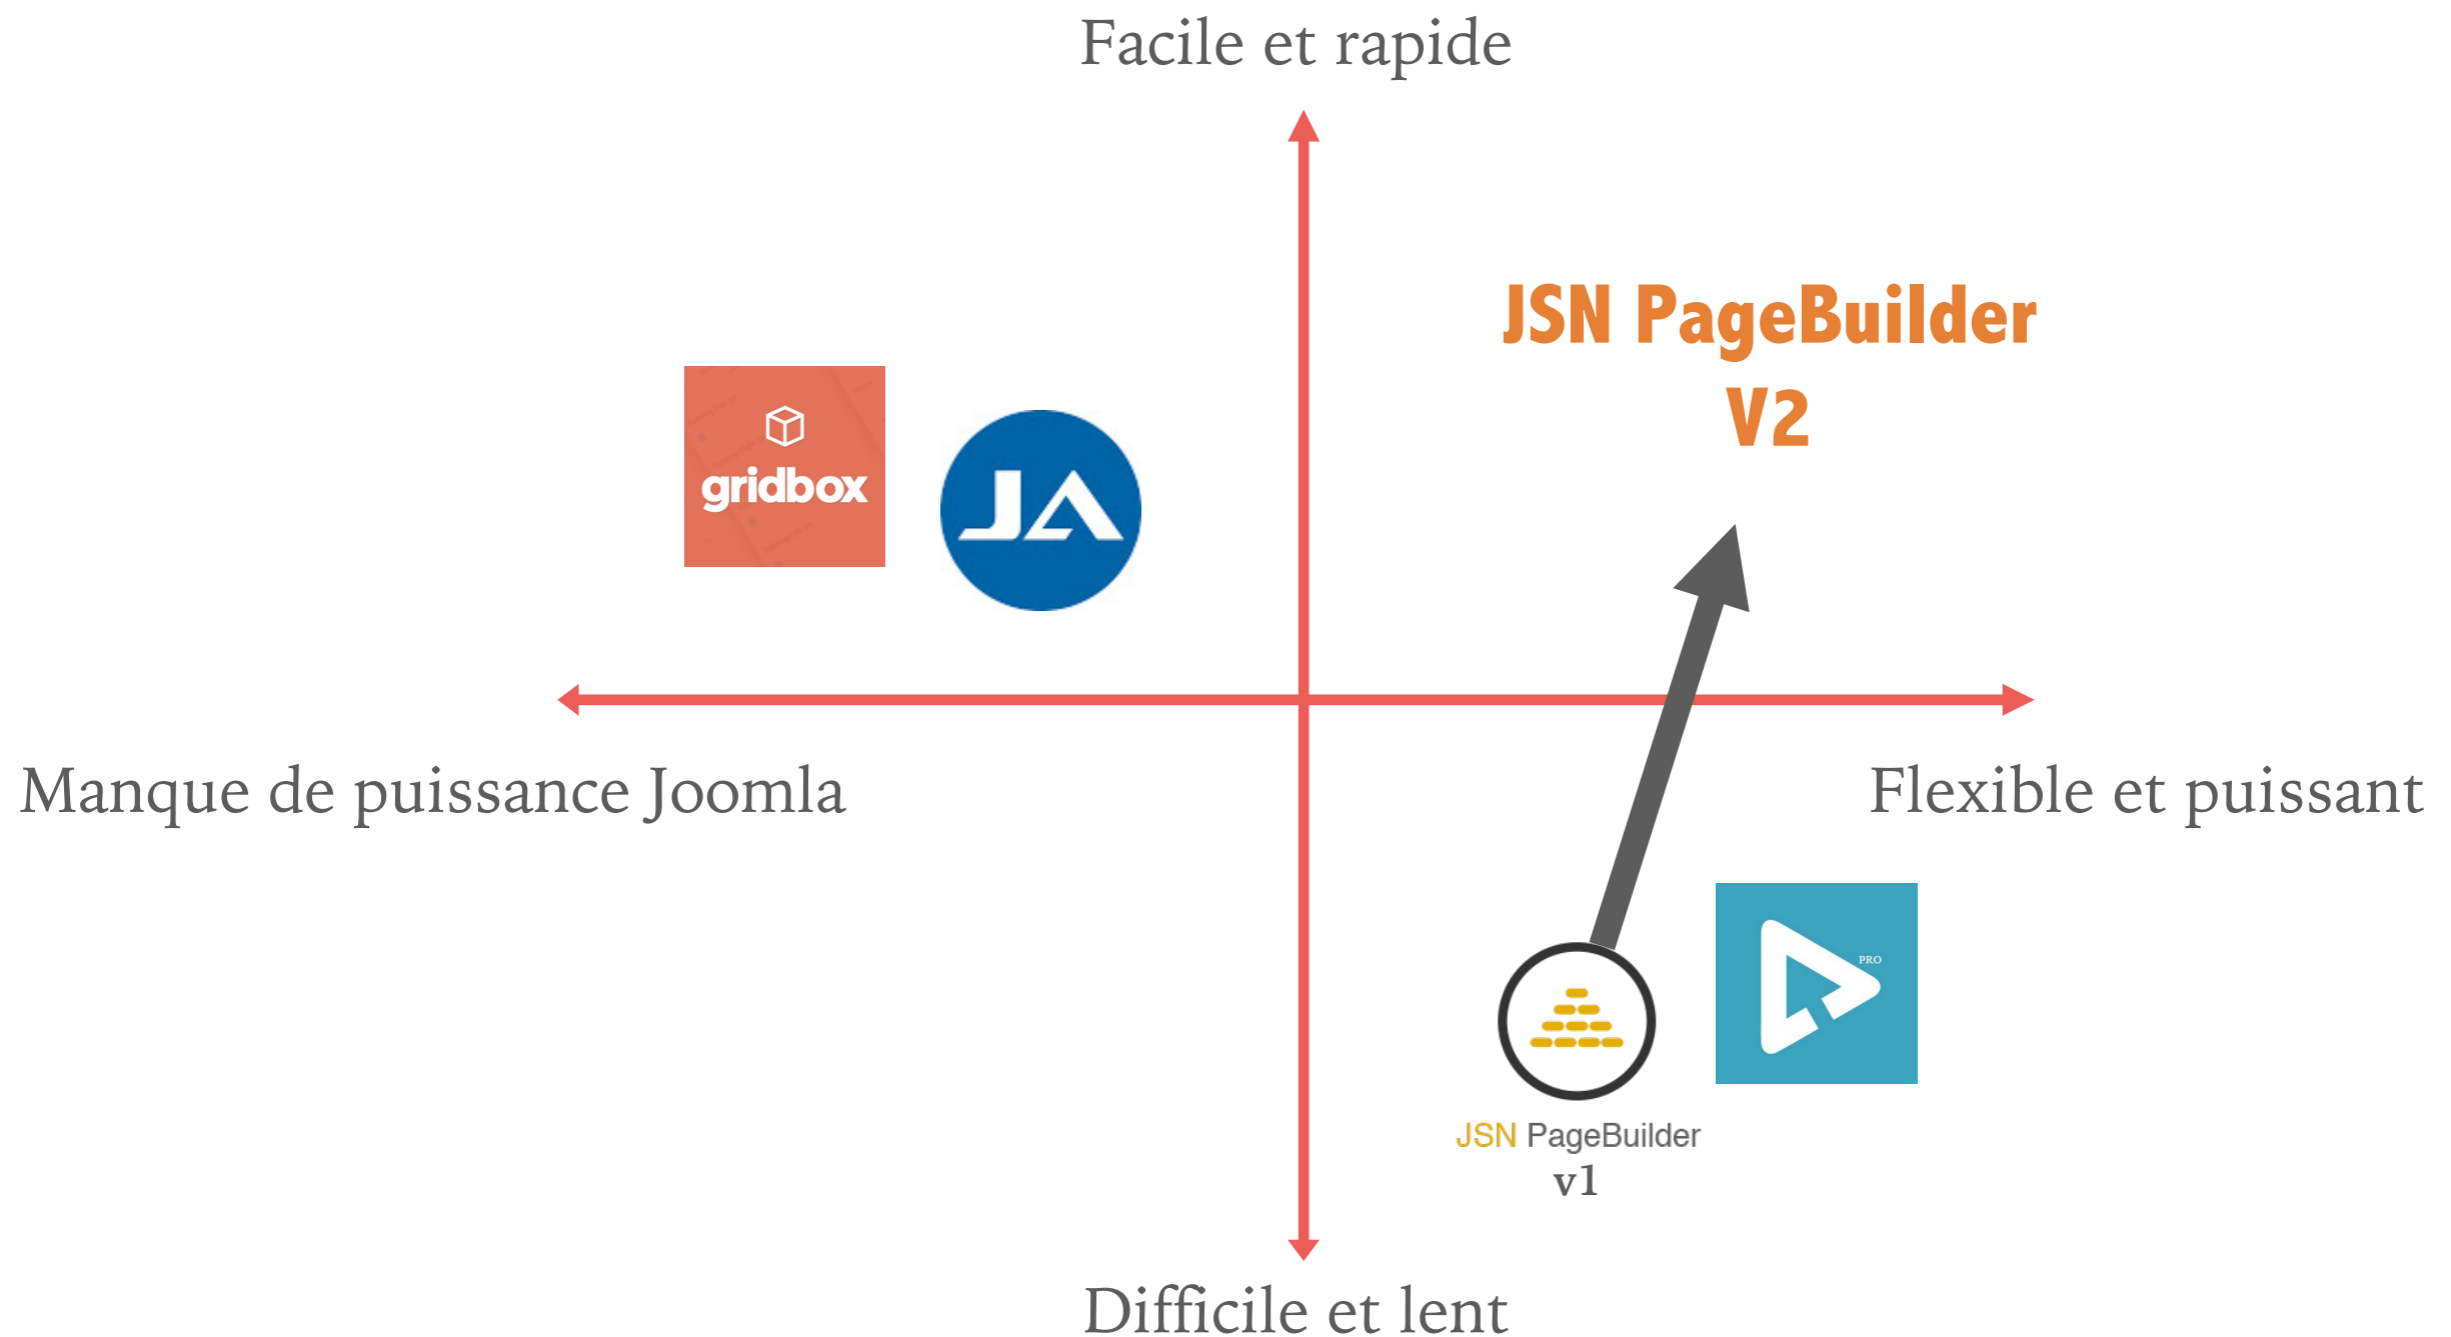 Facile et rapide
JSN PageBuilder
V2
gridbox
JA
Manque de puissance Joomla
Flexible et puissant
PRO
JSN PageBuilder
v1
Difficile et lent